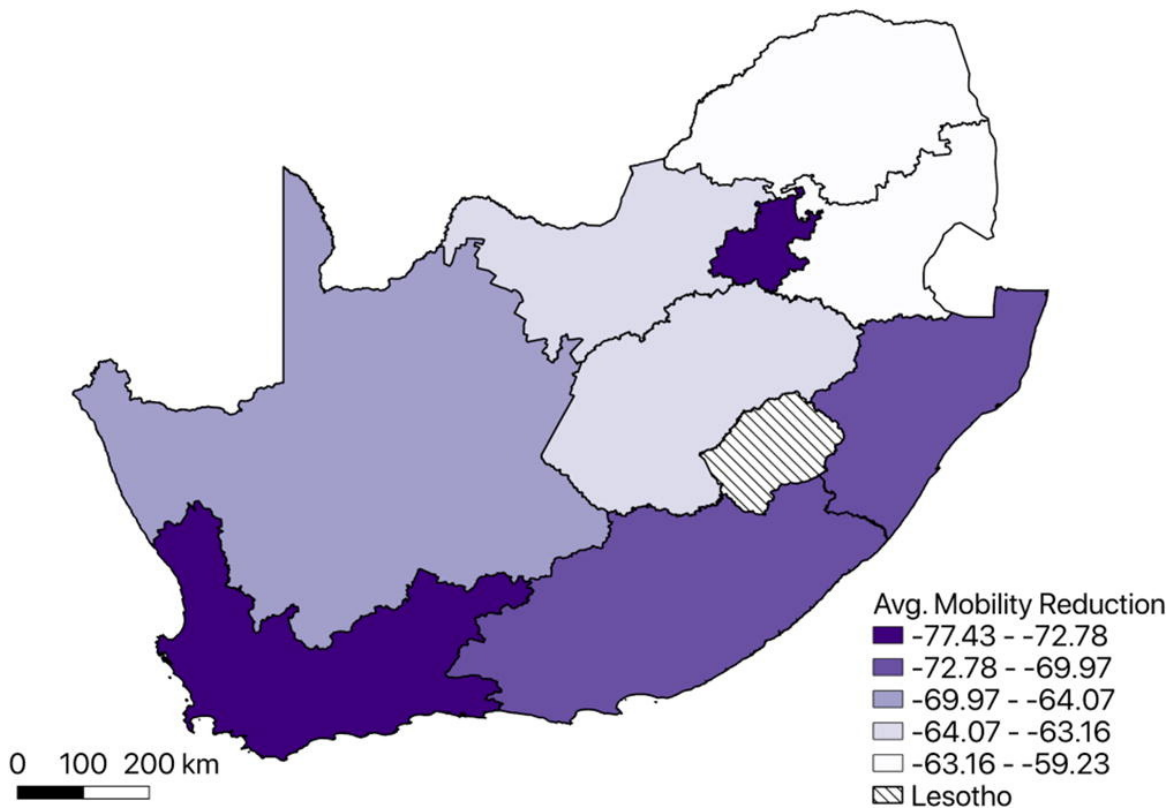 Avg. Mobility Reduction
-77.43 - -72.78
-72.78 - -69.97
-69.97 - -64.07
-64.07 - -63.16
-63.16 - -59.23
Lesotho
0 100 200 km